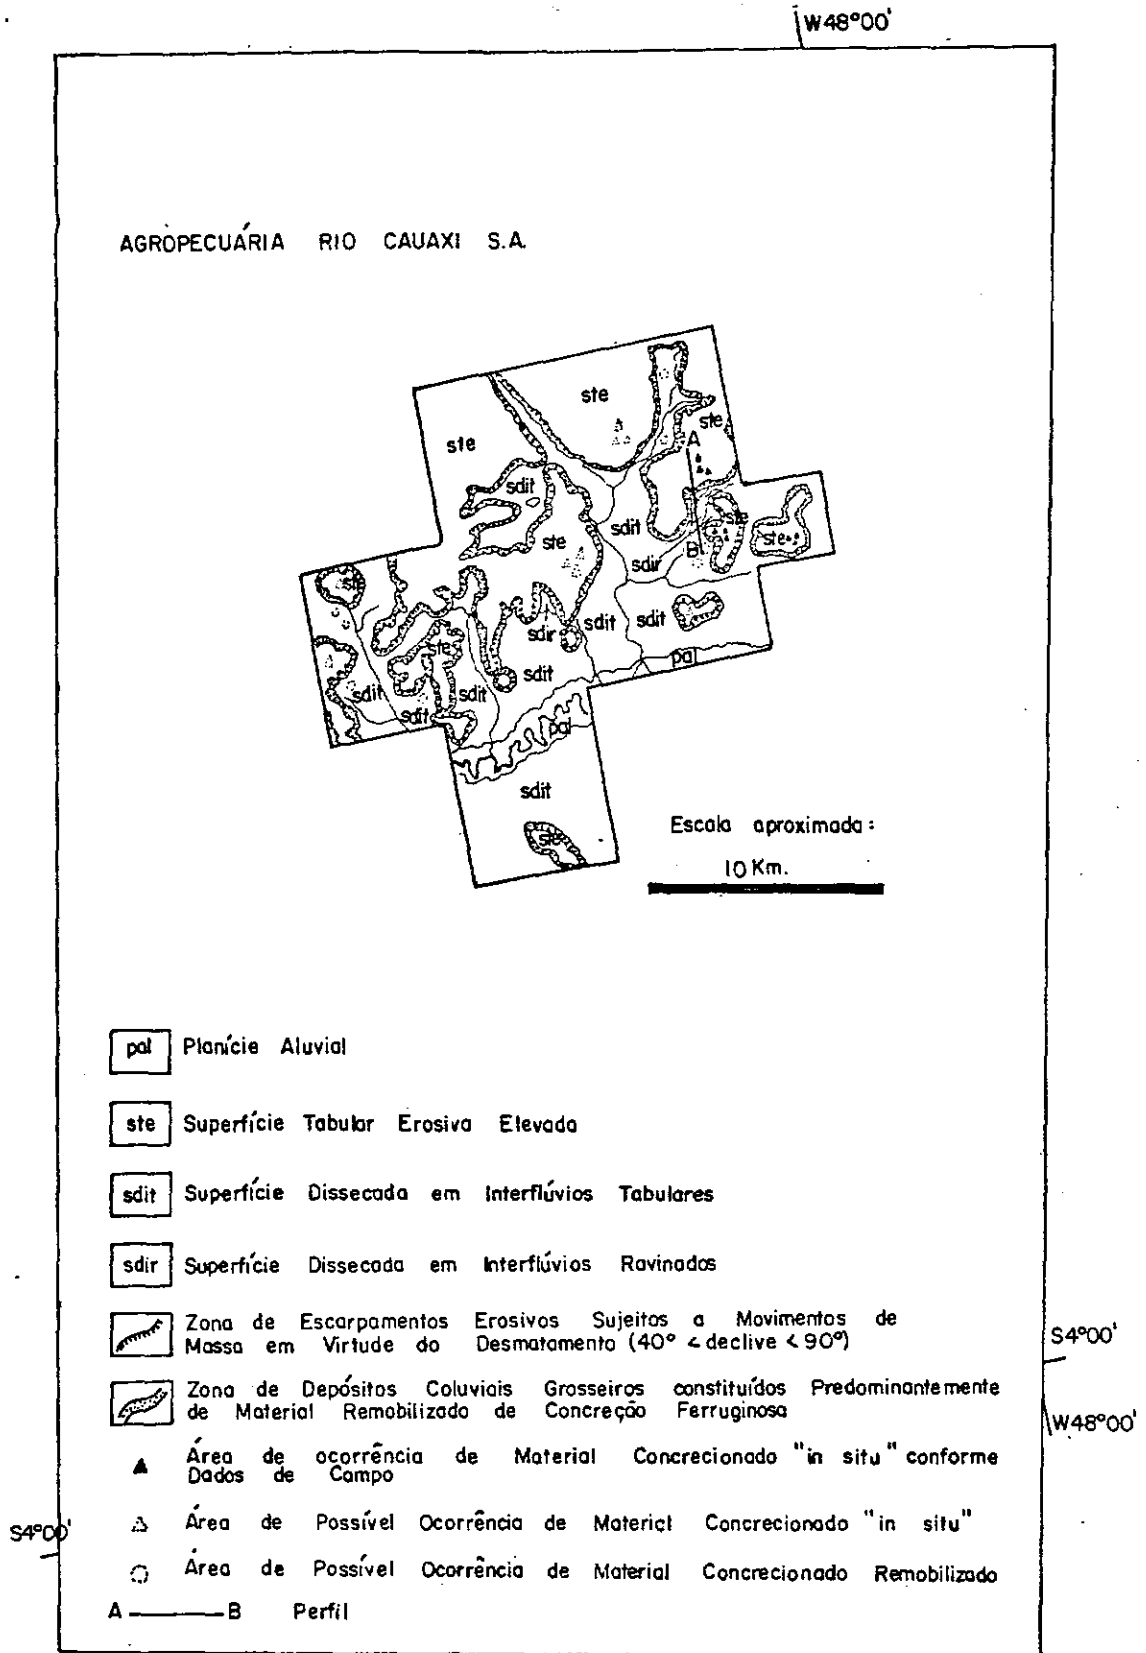 W48°00'
AGROPECUÁRIA RIO CAUAXI S.A.
ste
ste
ste
A
sdit
ste
ste
sdit
ste
B
sdir
ste
sdir
sdit
sdit
ste
pal
sdit
sdit
sdit
sdit
pal
sdit
ste
Escala aproximada:
10 Km.
pal Planície Aluvial
ste Superfície Tabular Erosiva Elevada
sdit Superfície Dissecada em Interflúvios Tabulares
sdir Superfície Dissecada em Interflúvios Ravinados
Zona de Escarpamentos Erosivos Sujeitos a Movimentos de
Massa em Virtude do Desmatamento (40° < declive < 90°)
S4°00'
Zona de Depósitos Coluviais Grosseiros constituídos Predominantemente
de Material Remobilizado de Concreção Ferruginosa
W48°00'
Área de ocorrência de Material Concrecionado "in situ" conforme
Dados de Campo
S4°00'
Área de Possível Ocorrência de Material Concrecionado "in situ"
Área de Possível Ocorrência de Material Concrecionado Remobilizado
A B Perfil